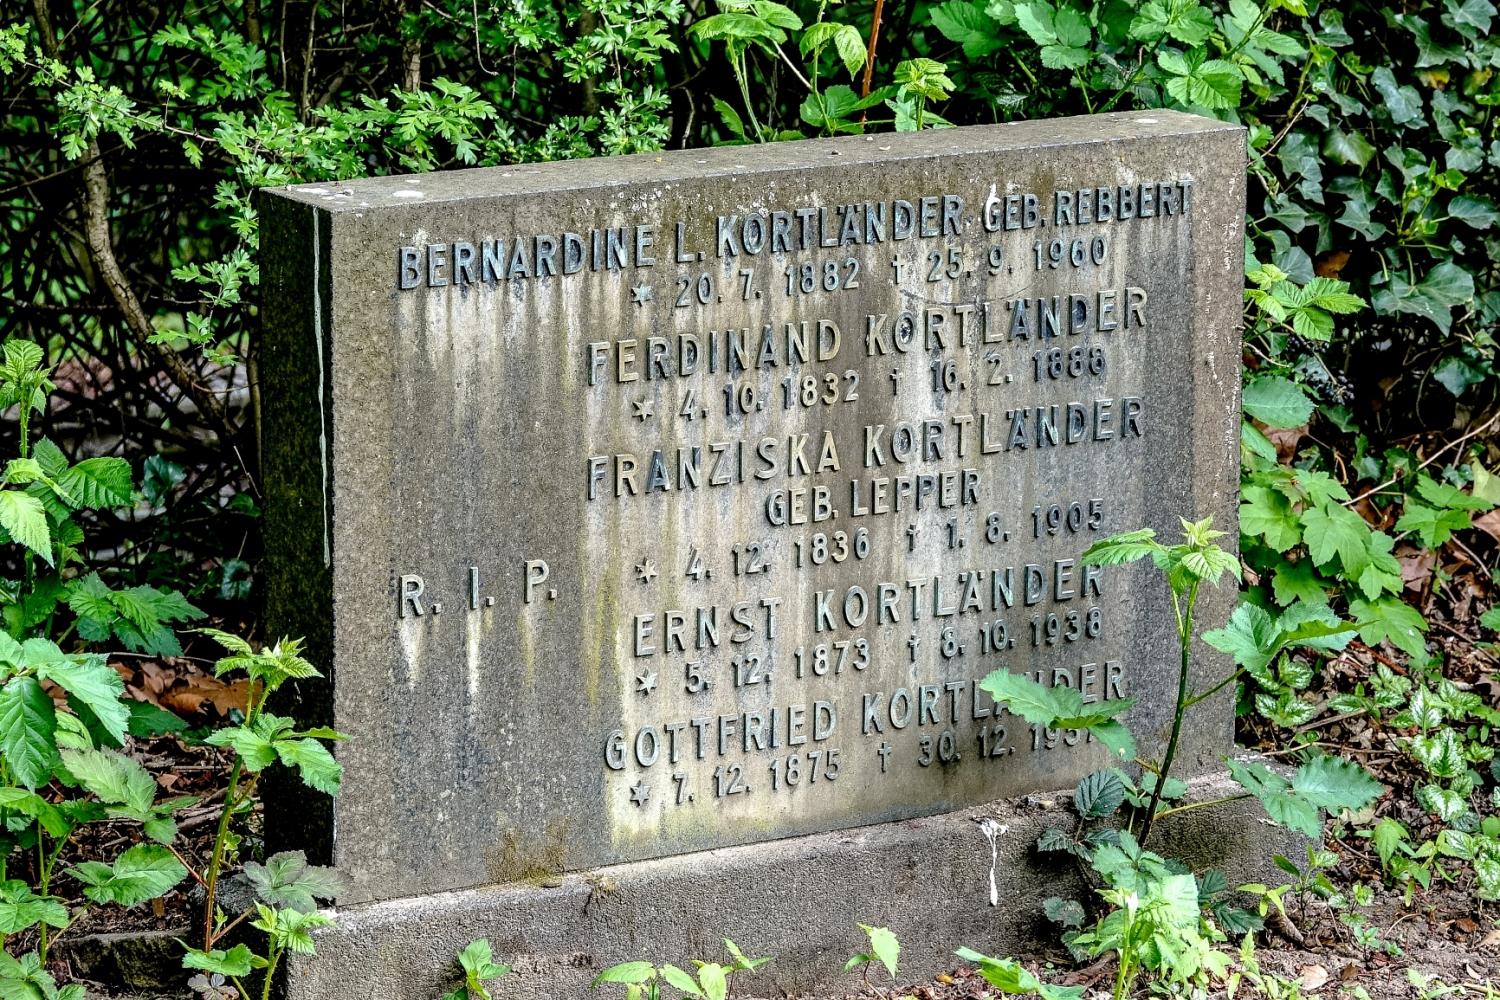 BERNARDINE L. KORTLÄNDER GEB. REBBERT
* 20. 7. 1882 † 25. 9. 1960
FERDINAND KORTLÄNDER
* 4. 10. 1832 † 16. 2. 1888
FRANZISKA KORTLÄNDER
GEB. LEPPER
* 4. 12. 1836 † 1. 8. 1905
R. I. P.
ERNST KORTLÄNDER
* 5. 12. 1873 † 8. 10. 1938
GOTTFRIED KORTLÄNDER
* 7. 12. 1875 † 30. 12.